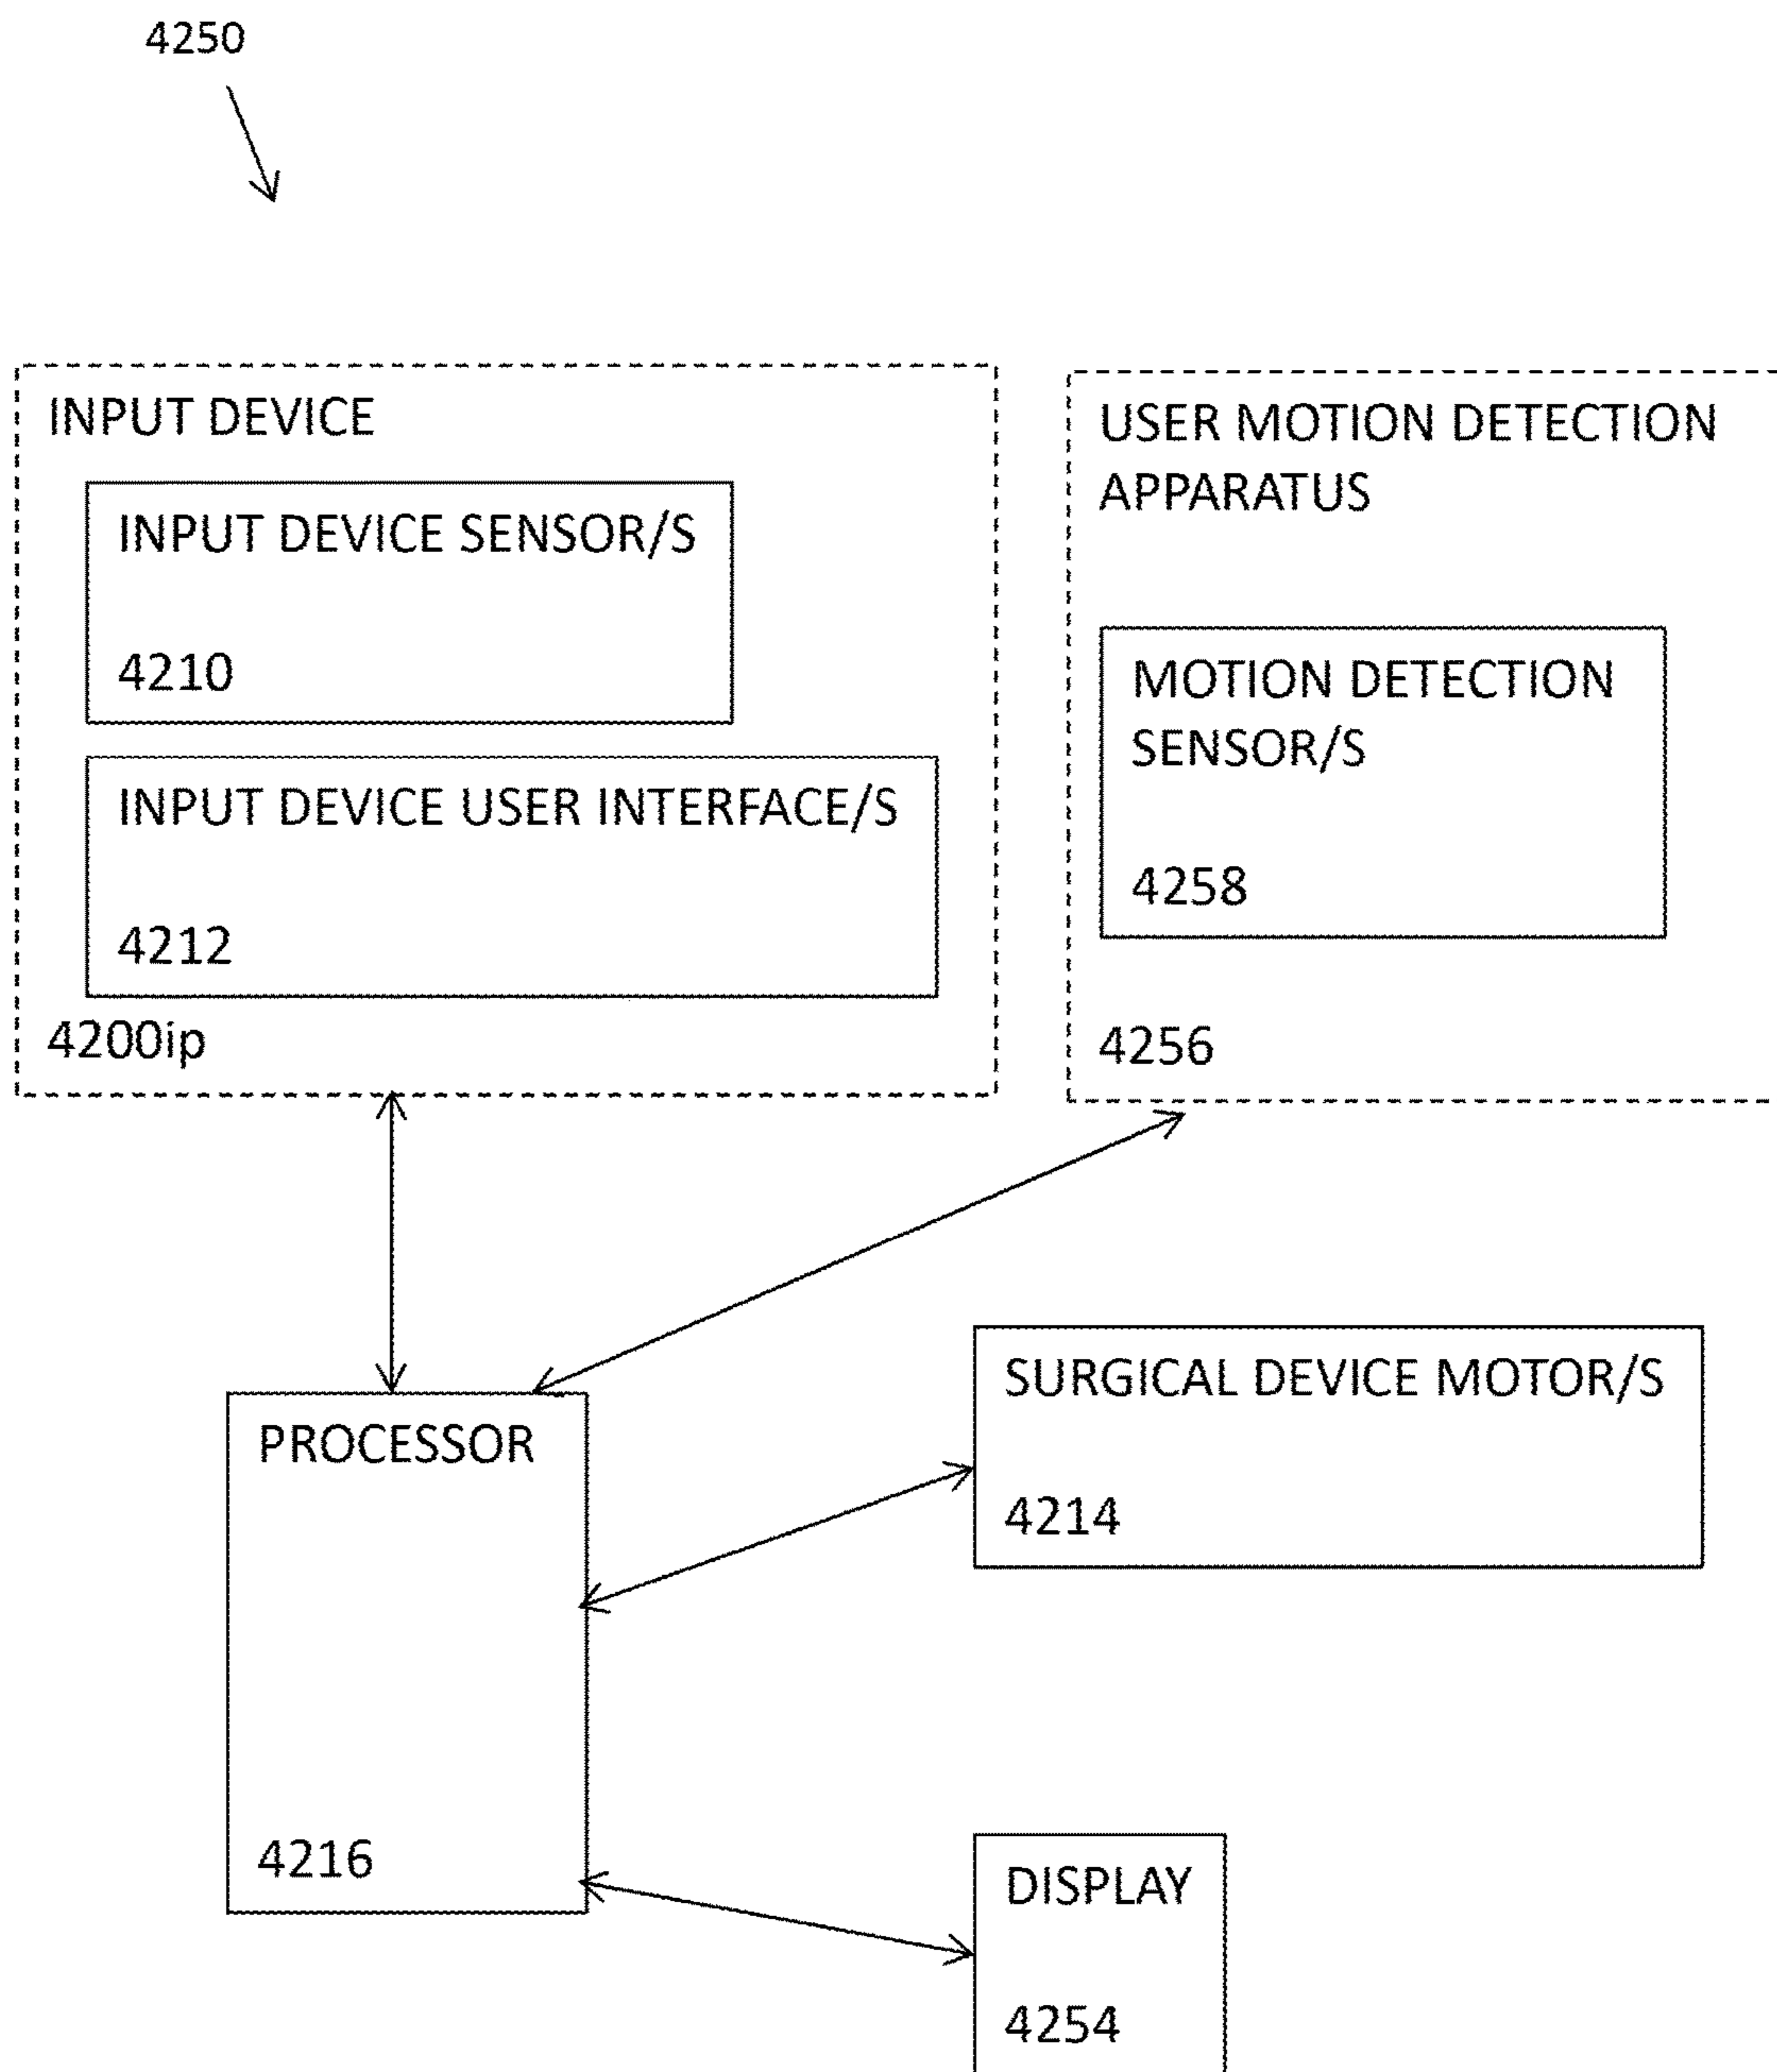 4250
INPUT DEVICE
INPUT DEVICE SENSOR/S
4210
INPUT DEVICE USER INTERFACE/S
4212
4200ip
USER MOTION DETECTION
APPARATUS
MOTION DETECTION
SENSOR/S
4258
4256
PROCESSOR
4216
SURGICAL DEVICE MOTOR/S
4214
DISPLAY
4254